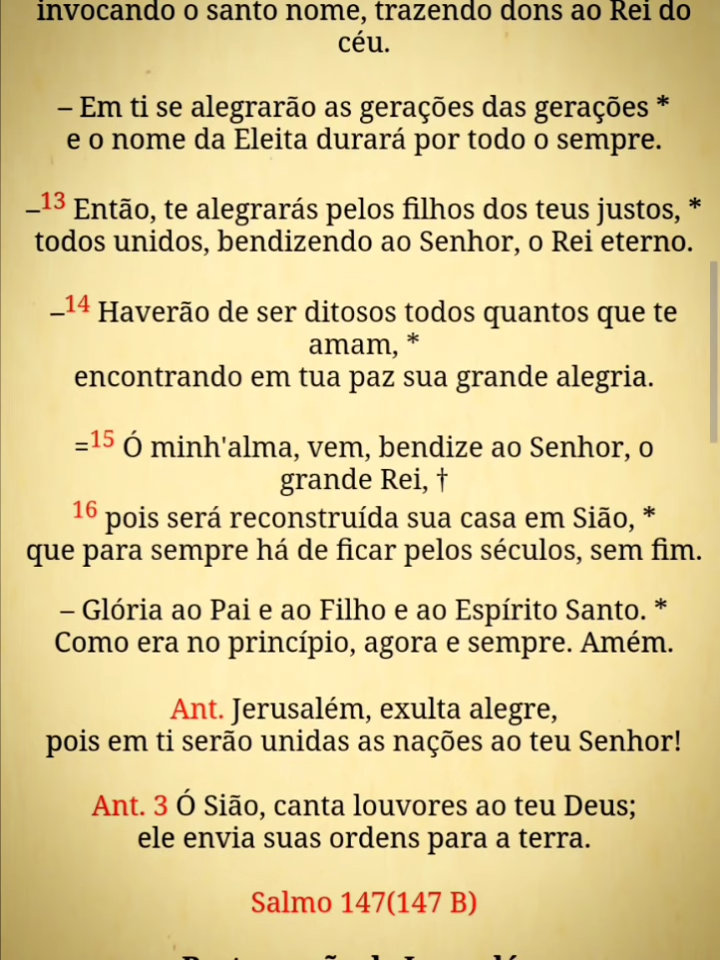 invocando o santo nome, trazendo dons ao Rei do
céu.
– Em ti se alegrarão as gerações das gerações *
e o nome da Eleita durará por todo o sempre.
–13 Então, te alegrarás pelos filhos dos teus justos, *
todos unidos, bendizendo ao Senhor, o Rei eterno.
–14 Haverão de ser ditosos todos quantos que te
amam, *
encontrando em tua paz sua grande alegria.
=15 Ó minh'alma, vem, bendize ao Senhor, o
grande Rei, †
16 pois será reconstruída sua casa em Sião, *
que para sempre há de ficar pelos séculos, sem fim.
– Glória ao Pai e ao Filho e ao Espírito Santo. *
Como era no princípio, agora e sempre. Amém.
Ant. Jerusalém, exulta alegre,
pois em ti serão unidas as nações ao teu Senhor!
Ant. 3 Ó Sião, canta louvores ao teu Deus;
ele envia suas ordens para a terra.
Salmo 147(147 B)